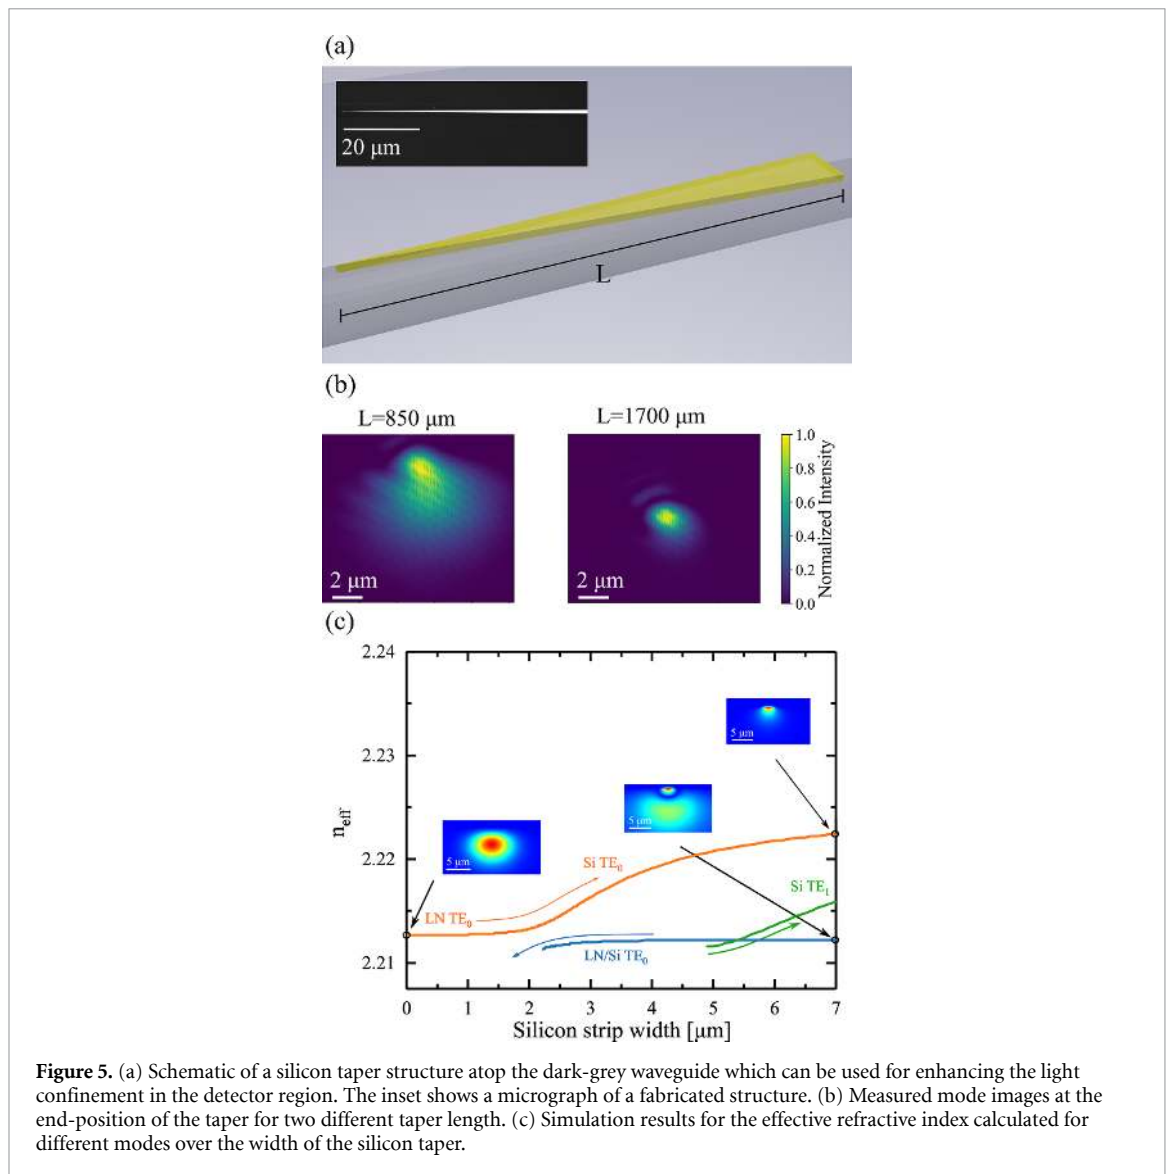 (a)
20 μm
L
(b)
L=850 μm
L=1700 μm
2 μm
2 μm
1.0
0.8
0.6
0.4
0.2
0.0
Normalized Intensity
(c)
2.24
2.23
2.22
2.21
n_eff
5 μm
5 μm
5 μm
Si TE₀
Si TE₁
LN TE₀
LN/Si TE₀
0 1 2 3 4 5 6 7
Silicon strip width [μm]
Figure 5. (a) Schematic of a silicon taper structure atop the dark-grey waveguide which can be used for enhancing the light
confinement in the detector region. The inset shows a micrograph of a fabricated structure. (b) Measured mode images at the
end-position of the taper for two different taper length. (c) Simulation results for the effective refractive index calculated for
different modes over the width of the silicon taper.